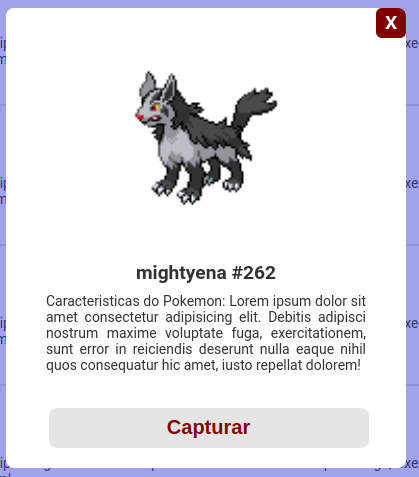 X
mightyena #262
Caracteristicas do Pokemon: Lorem ipsum dolor sit
amet consectetur adipisicing elit. Debitis adipisci
nostrum maxime voluptate fuga, exercitationem,
sunt error in reiciendis deserunt nulla eaque nihil
quos consequatur hic amet, iusto repellat dolorem!
Capturar